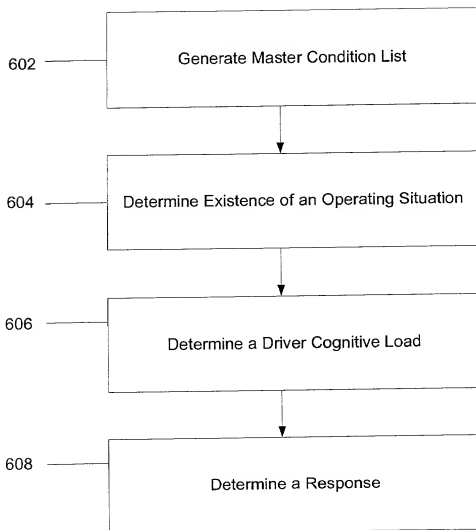 602
Generate Master Condition List
604
Determine Existence of an Operating Situation
606
Determine a Driver Cognitive Load
608
Determine a Response